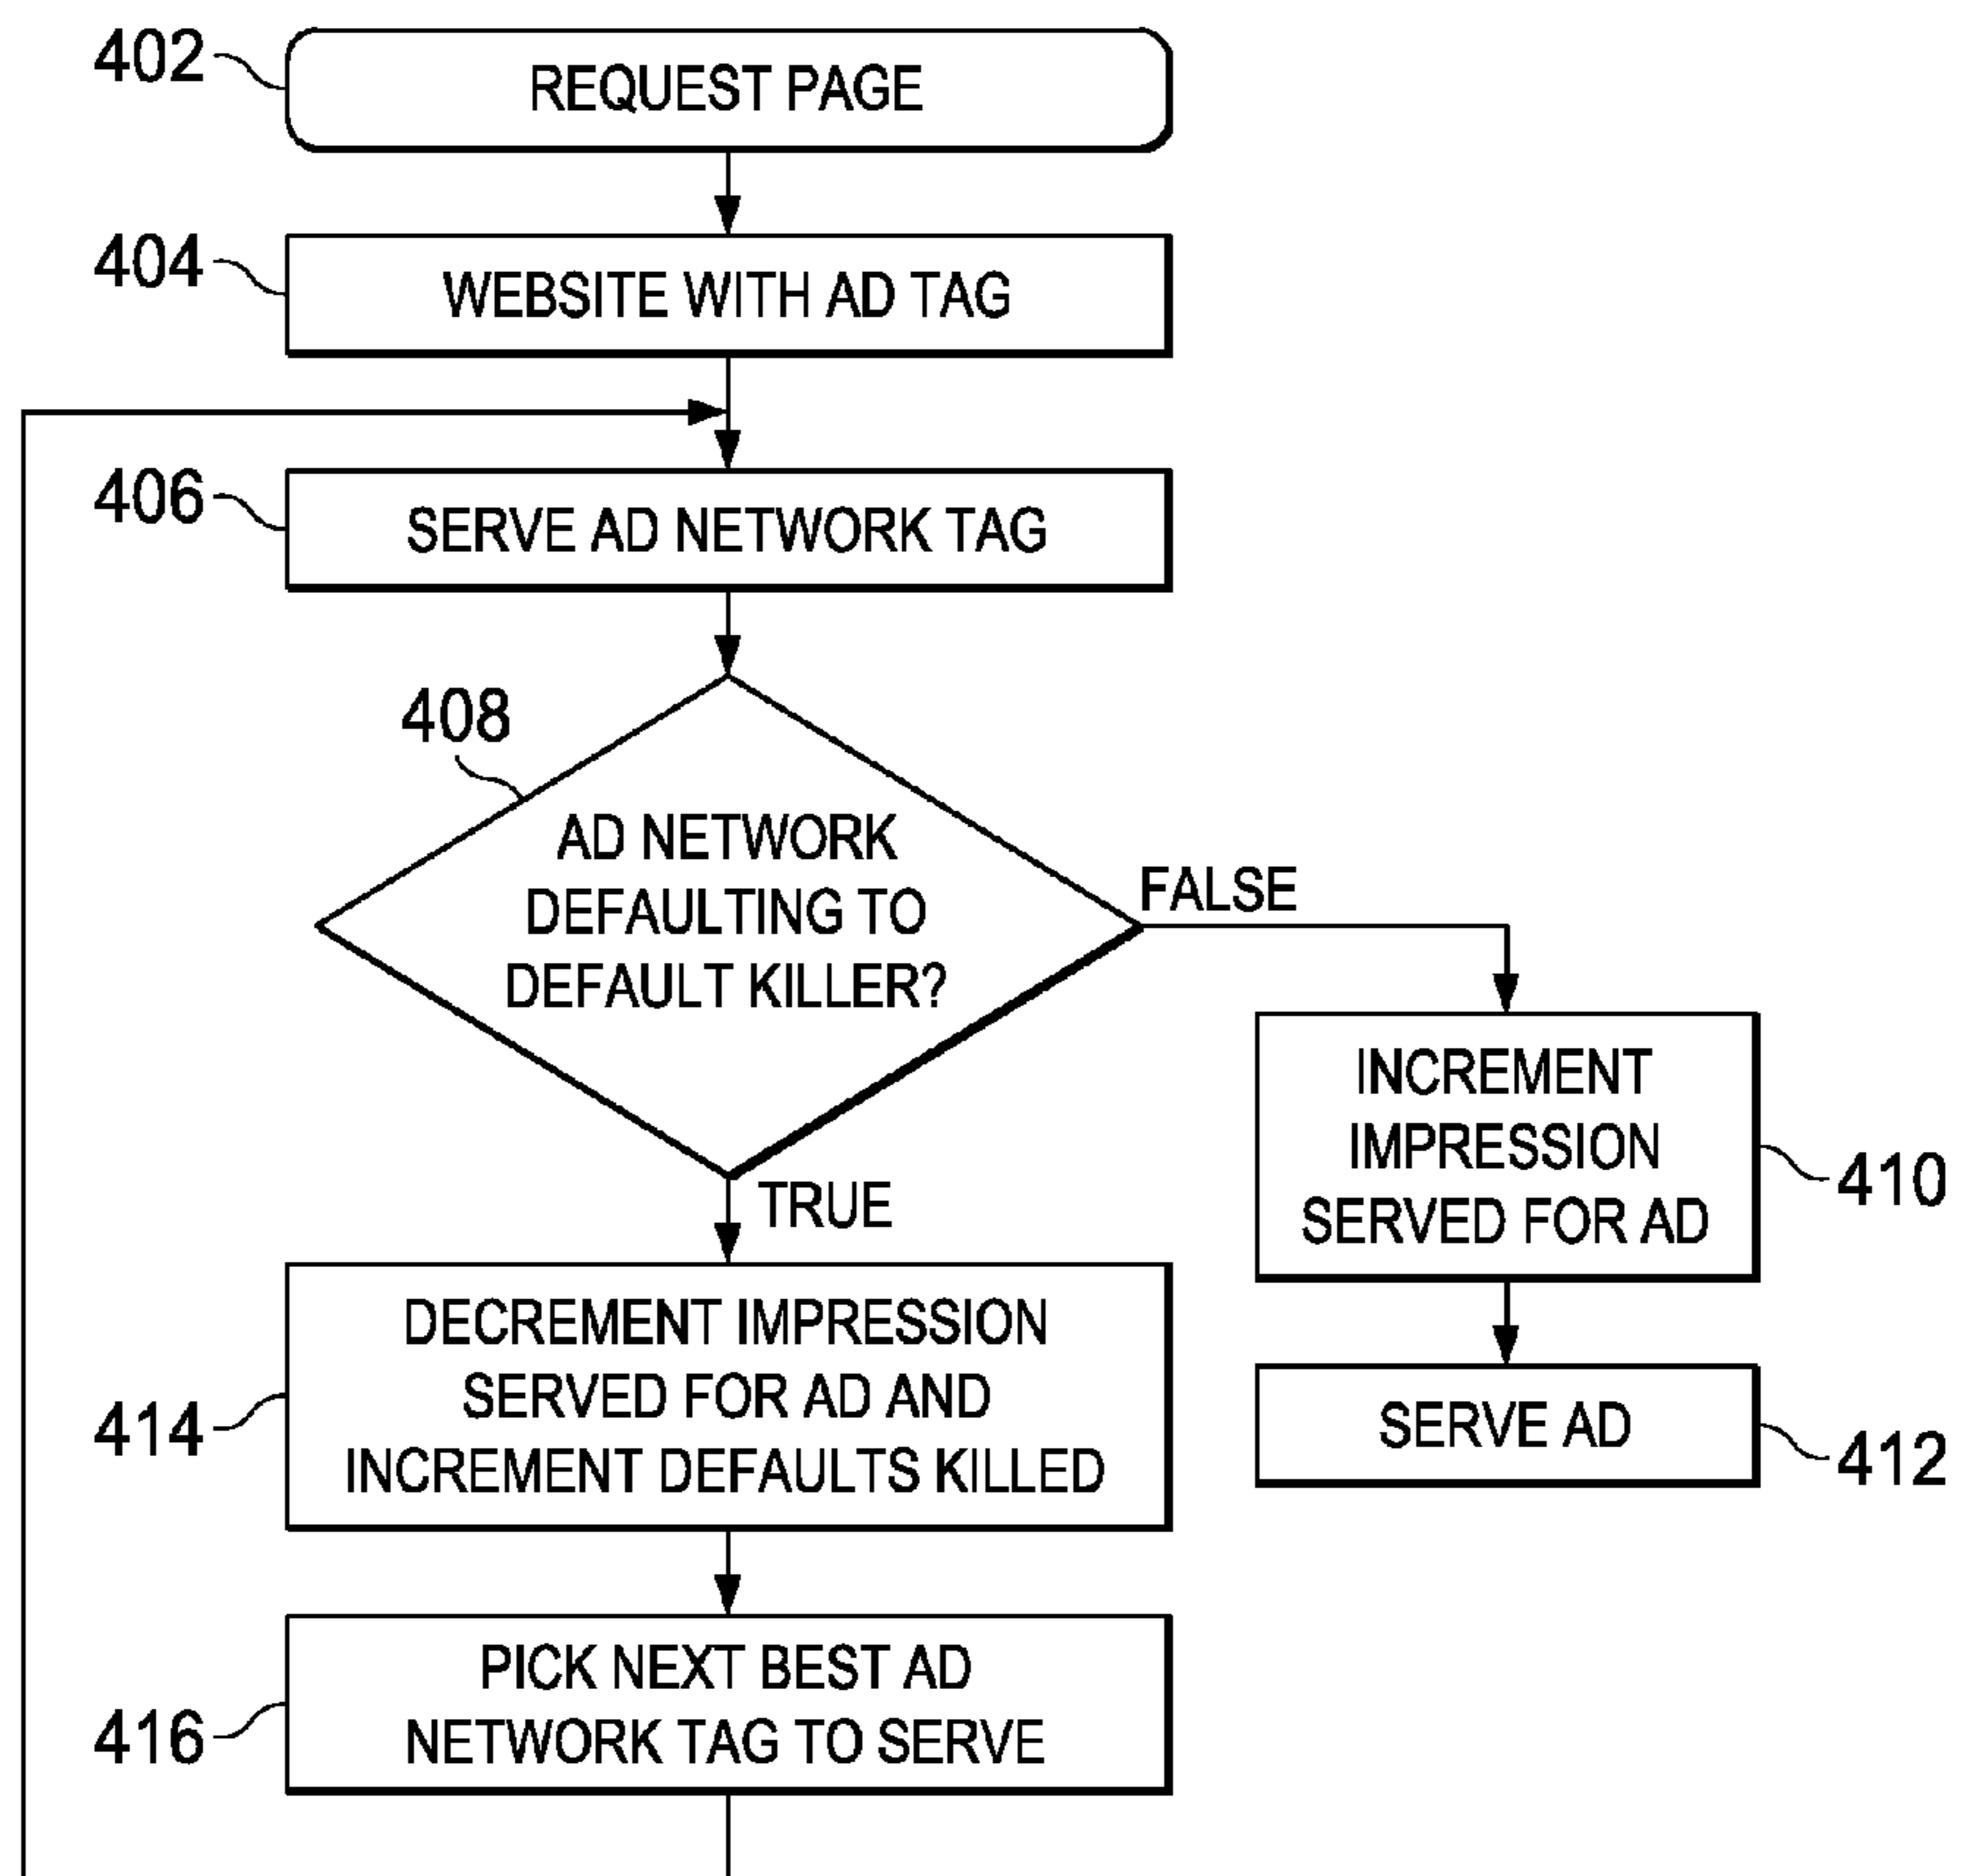 402
REQUEST PAGE
404
WEBSITE WITH AD TAG
406
SERVE AD NETWORK TAG
408
AD NETWORK
DEFAULTING TO
DEFAULT KILLER?
FALSE
TRUE
INCREMENT
IMPRESSION
SERVED FOR AD
410
SERVE AD
412
DECREMENT IMPRESSION
SERVED FOR AD AND
INCREMENT DEFAULTS KILLED
414
PICK NEXT BEST AD
NETWORK TAG TO SERVE
416